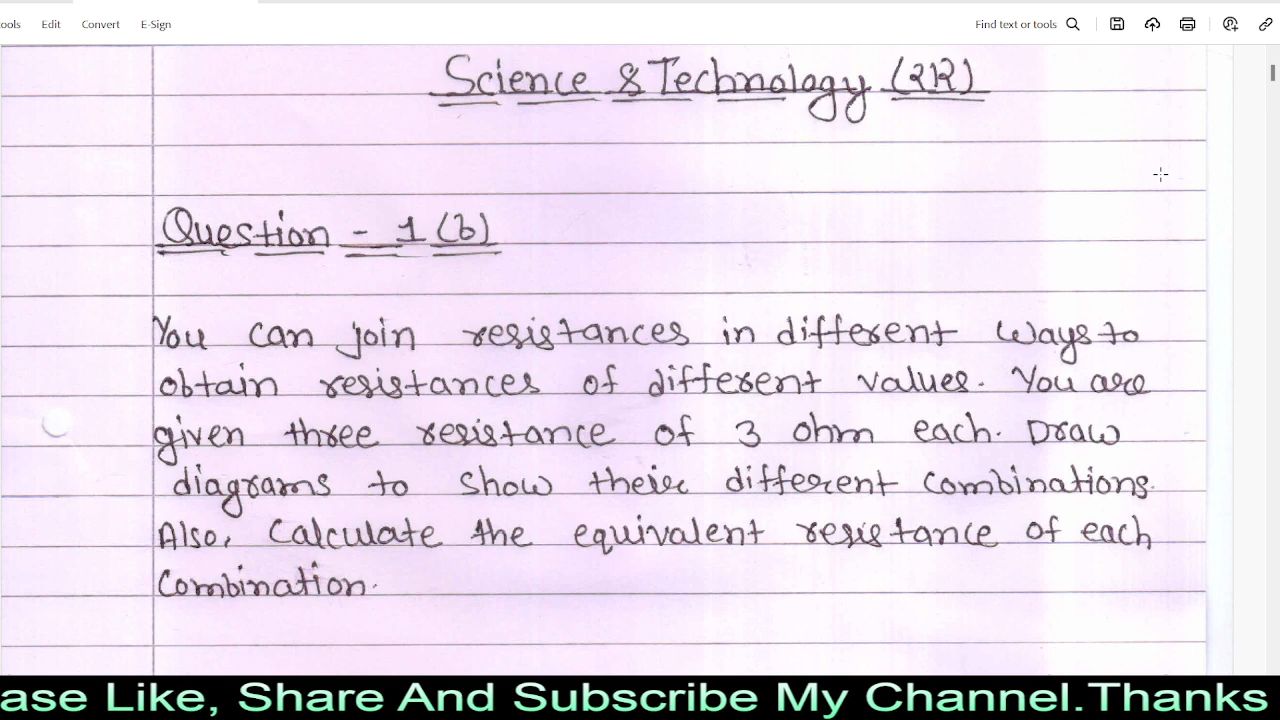 ools Edit Convert E-Sign Find text or tools
Science & Technology (212)
Question - 1 (b)
You can join resistances in different ways to
obtain resistances of different values. You are
given three resistance of 3 ohm each. Draw
diagrams to show their different combinations.
Also, Calculate the equivalent resistance of each
Combination.
ase Like, Share And Subscribe My Channel.Thanks